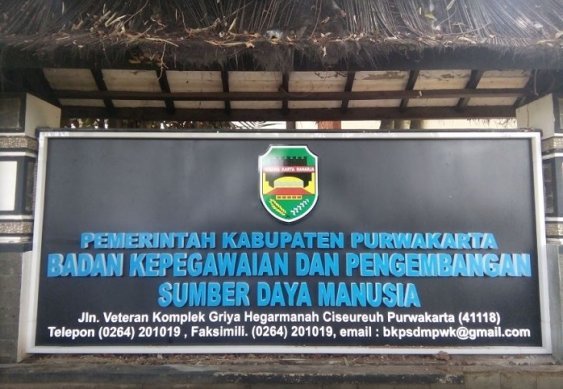 PEMERINTAH KABUPATEN PURWAKARTA
BADAN KEPEGAWAIAN DAN PENGEMBANGAN
SUMBER DAYA MANUSIA
Jln. Veteran Komplek Griya Hegarmanah Ciseureuh Purwakarta (41118)
Telepon (0264) 201019 , Faksimili. (0264) 201019, email : bkpsdmpwk@gmail.com